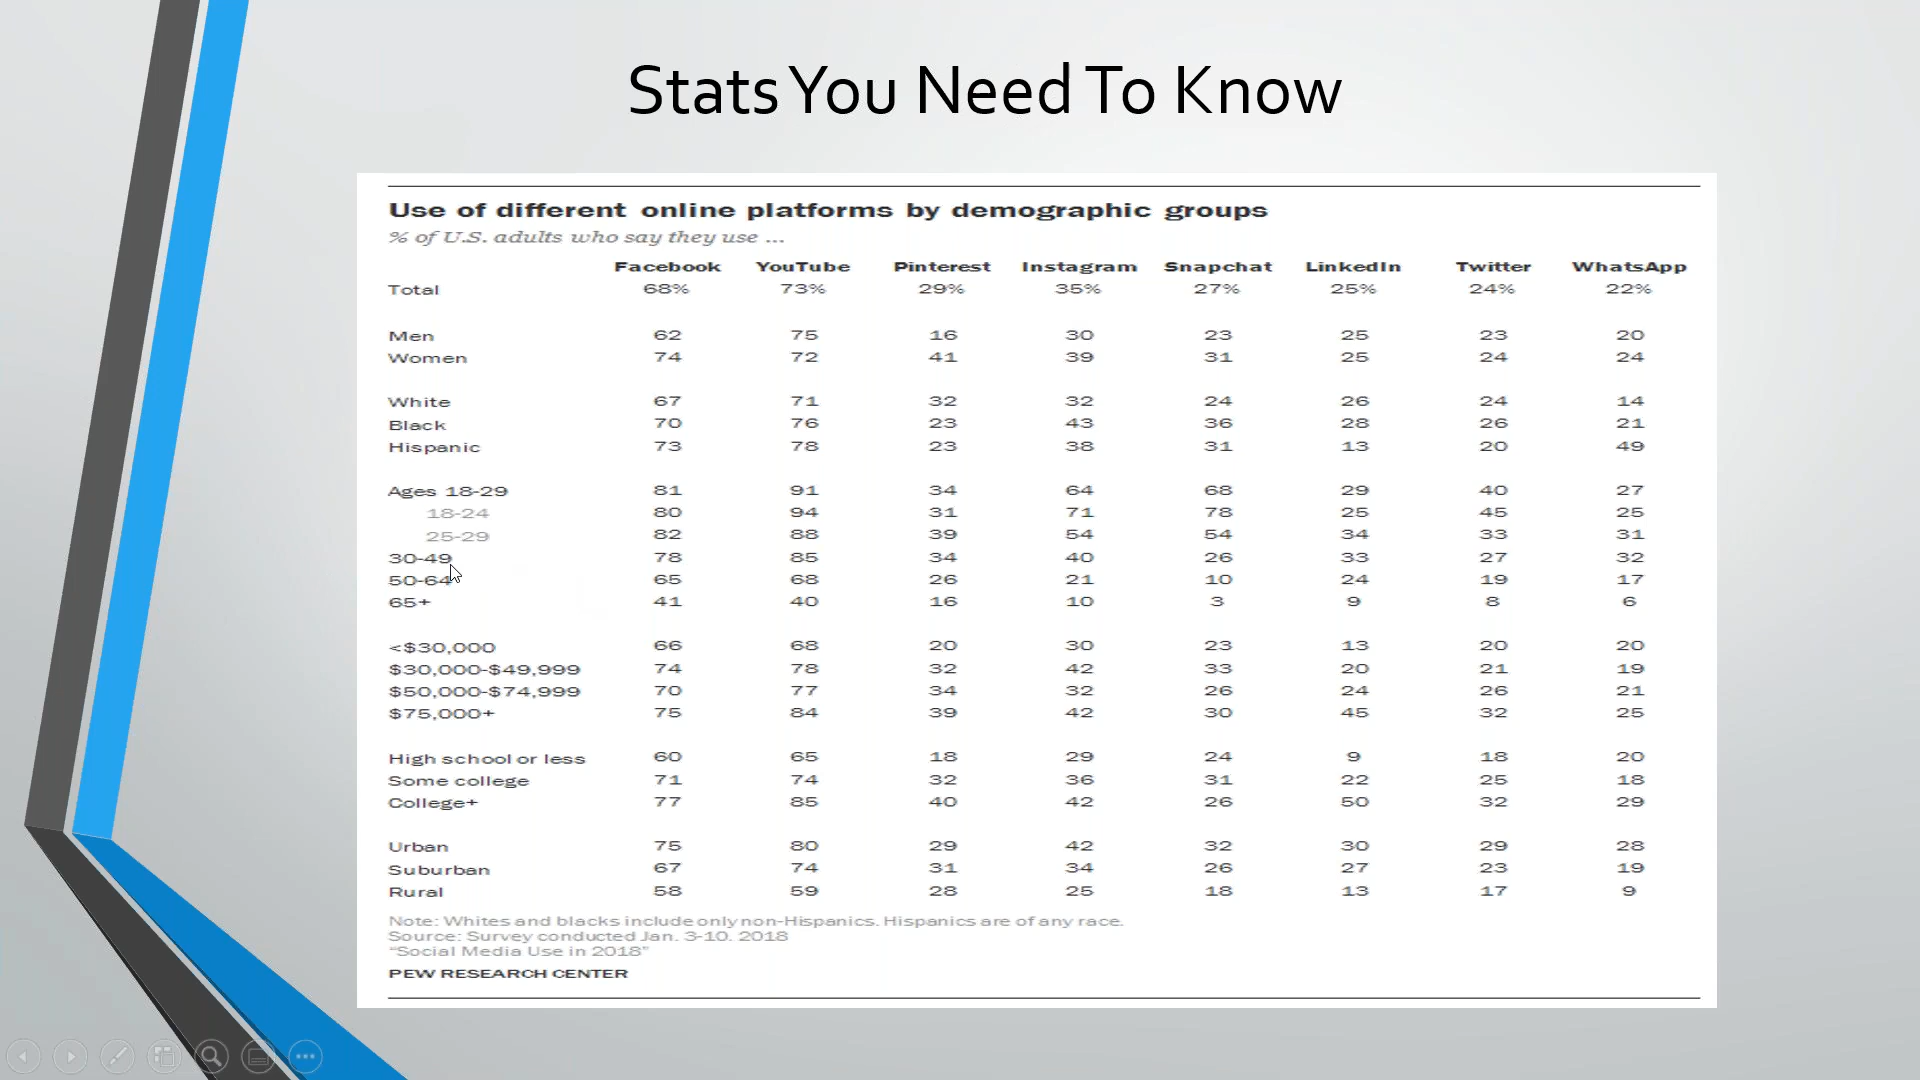 Stats You Need To Know
Use of different online platforms by demographic groups
% of U.S. adults who say they use ...
Facebook YouTube Pinterest Instagram Snapchat LinkedIn Twitter WhatsApp
Total 68% 73% 29% 35% 27% 25% 24% 22%
Men 62 75 16 30 23 25 23 20
Women 74 72 41 39 31 25 24 24
White 67 71 32 32 24 26 24 14
Black 70 76 23 43 36 28 26 21
Hispanic 73 78 23 38 31 13 20 49
Ages 18-29 81 91 34 64 68 29 40 27
18-24 80 94 31 71 78 25 45 25
25-29 82 88 39 54 54 34 33 31
30-49 78 85 34 40 26 33 27 32
50-64 65 68 26 21 10 24 19 17
65+ 41 40 16 10 3 9 8 6
<$30,000 66 68 20 30 23 13 20 20
$30,000-$49,999 74 78 32 42 33 20 21 19
$50,000-$74,999 70 77 34 32 26 24 26 21
$75,000+ 75 84 39 42 30 45 32 25
High school or less 60 65 18 29 24 9 18 20
Some college 71 74 32 36 31 22 25 18
College+ 77 85 40 42 26 50 32 29
Urban 75 80 29 42 32 30 29 28
Suburban 67 74 31 34 26 27 23 19
Rural 58 59 28 25 18 13 17 9
Note: Whites and blacks include only non-Hispanics. Hispanics are of any race.
Source: Survey conducted Jan. 3-10. 2018
“Social Media Use in 2018”
PEW RESEARCH CENTER